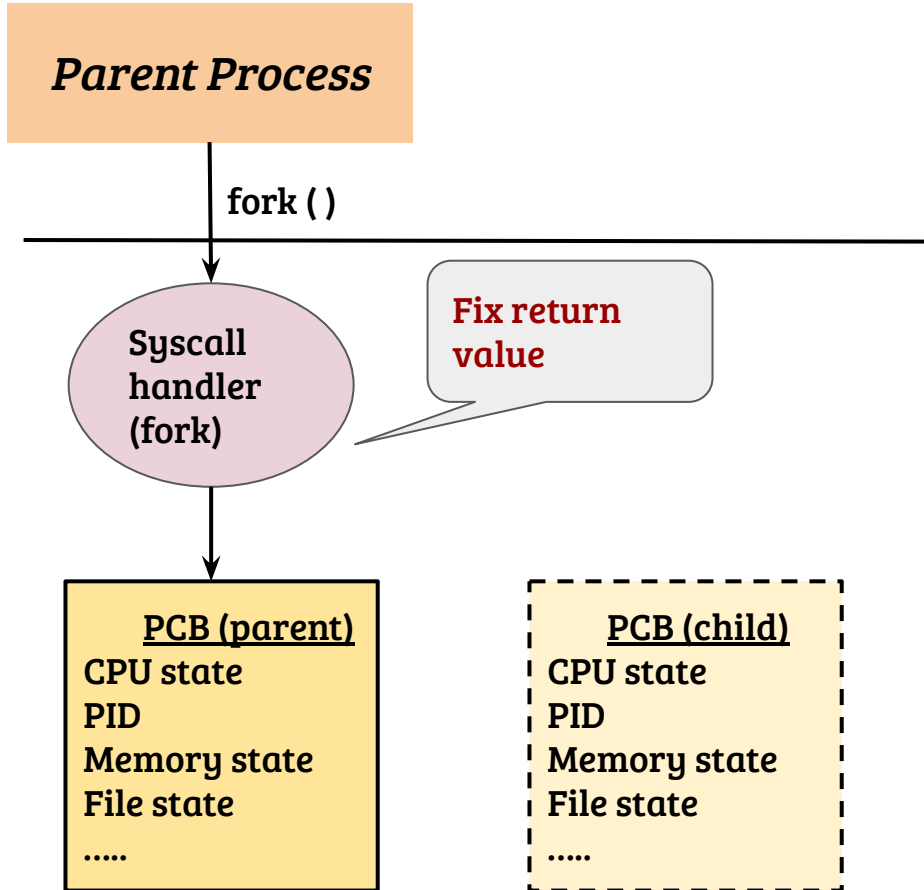 Parent Process
fork ( )
Syscall
handler
(fork)
Fix return
value
PCB (parent)
CPU state
PID
Memory state
File state
.....
PCB (child)
CPU state
PID
Memory state
File state
.....